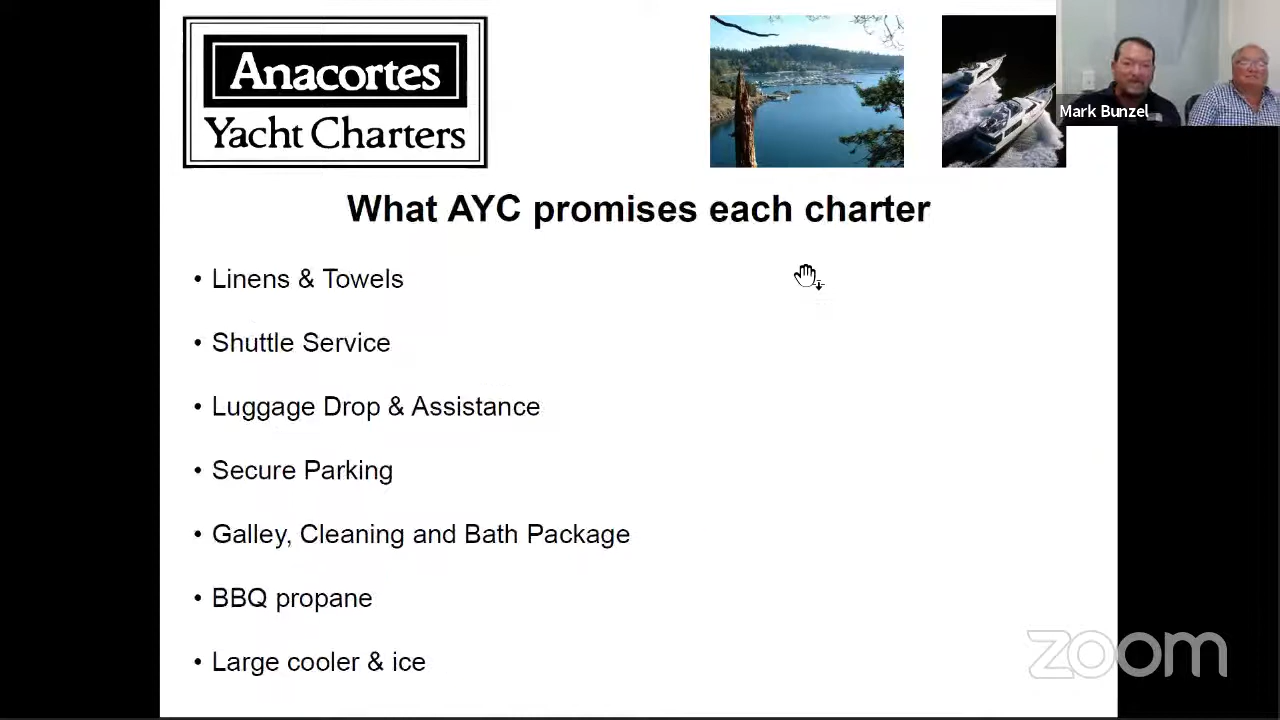 Anacortes
Yacht Charters
Mark Bunzel
What AYC promises each charter
• Linens & Towels
• Shuttle Service
• Luggage Drop & Assistance
• Secure Parking
• Galley, Cleaning and Bath Package
• BBQ propane
• Large cooler & ice
zoom